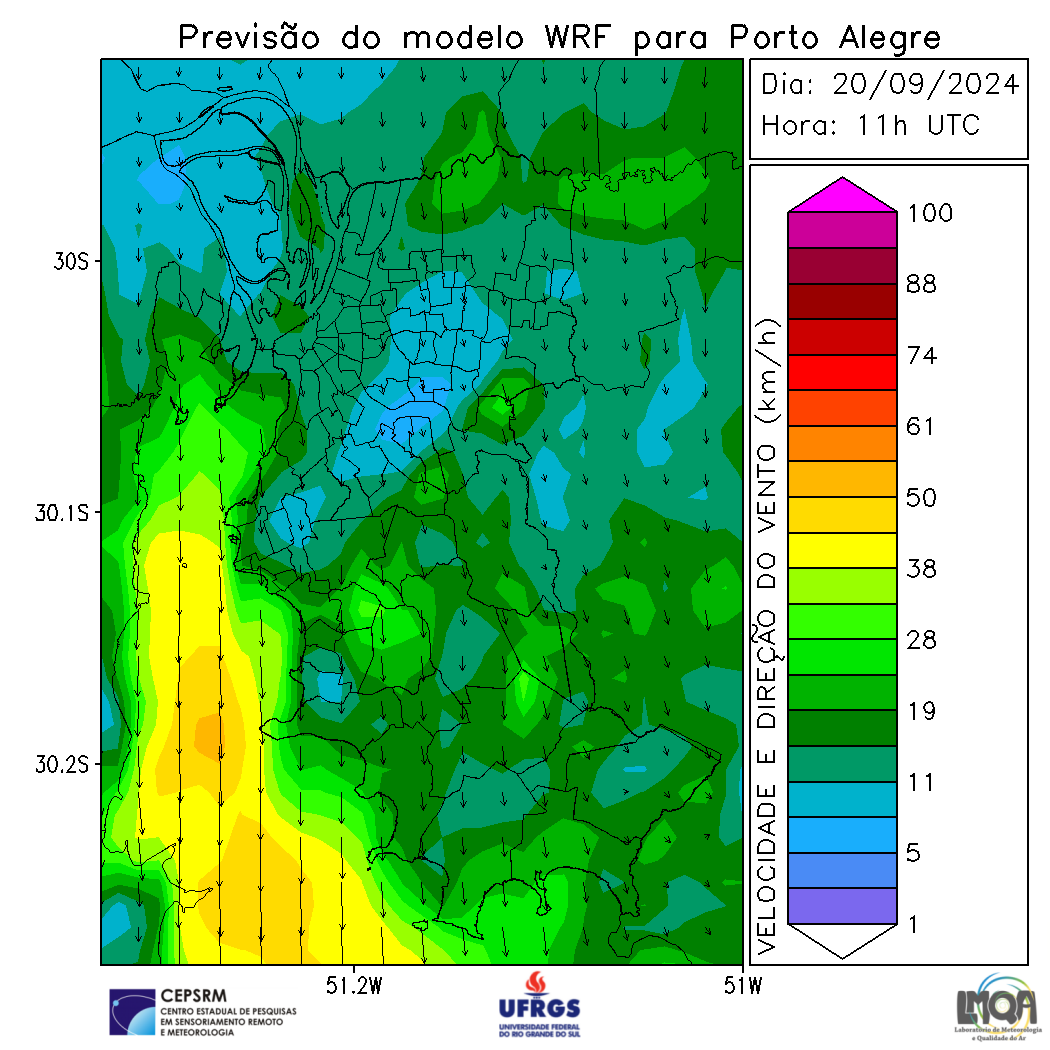 Previsão do modelo WRF para Porto Alegre
Dia: 20/09/2024
Hora: 11h UTC
30S
30.1S
30.2S
51.2W
51W
VELOCIDADE E DIREÇÃO DO VENTO (km/h)
100
88
74
61
50
38
28
19
11
5
1
CEPSRM
CENTRO ESTADUAL DE PESQUISAS
EM SENSORIAMENTO REMOTO
E METEOROLOGIA
UFRGS
UNIVERSIDADE FEDERAL
DO RIO GRANDE DO SUL
LMQA
Laboratório de Meteorologia
e Qualidade do Ar